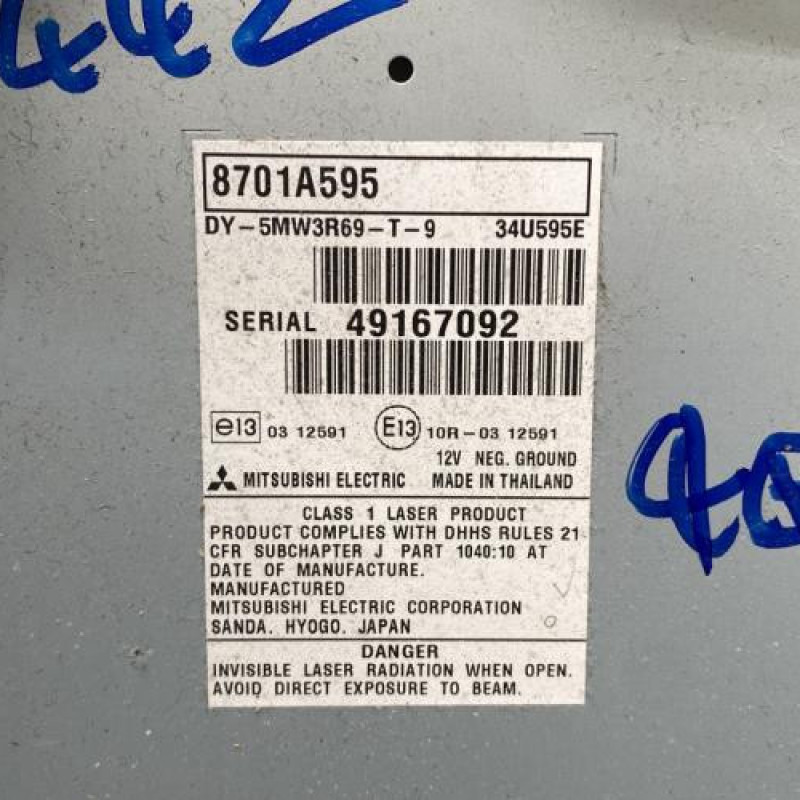 442
8701A595
DY-5MW3R69-T-9 34U595E
SERIAL 49167092
e13 03 12591 E13 10R-03 12591
12V NEG. GROUND
MITSUBISHI ELECTRIC MADE IN THAILAND
CLASS 1 LASER PRODUCT
PRODUCT COMPLIES WITH DHHS RULES 21
CFR SUBCHAPTER J PART 1040:10 AT
DATE OF MANUFACTURE.
MANUFACTURED
MITSUBISHI ELECTRIC CORPORATION
SANDA. HYOGO. JAPAN
DANGER
INVISIBLE LASER RADIATION WHEN OPEN.
AVOID DIRECT EXPOSURE TO BEAM.